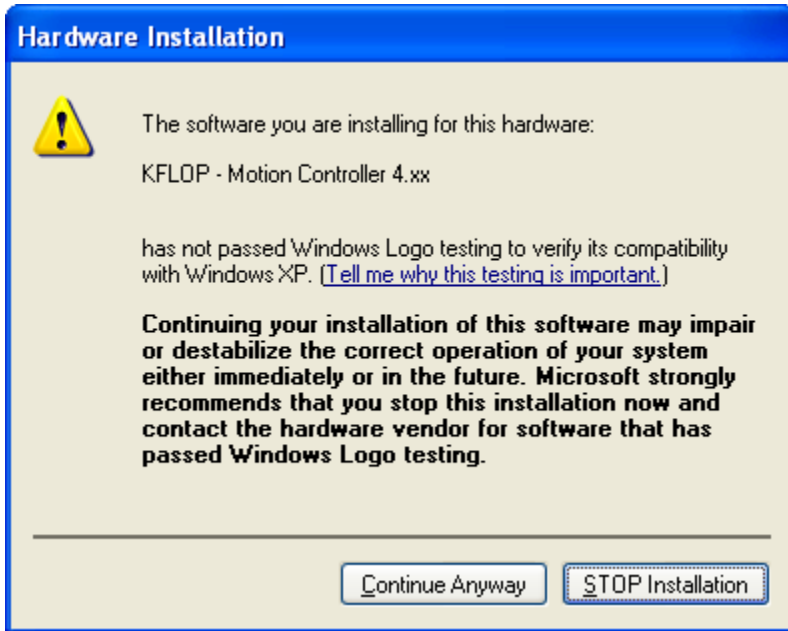 Hardware Installation
The software you are installing for this hardware:
KFLOP - Motion Controller 4.xx
has not passed Windows Logo testing to verify its compatibility
with Windows XP. (Tell me why this testing is important.)
Continuing your installation of this software may impair
or destabilize the correct operation of your system
either immediately or in the future. Microsoft strongly
recommends that you stop this installation now and
contact the hardware vendor for software that has
passed Windows Logo testing.
Continue Anyway
STOP Installation